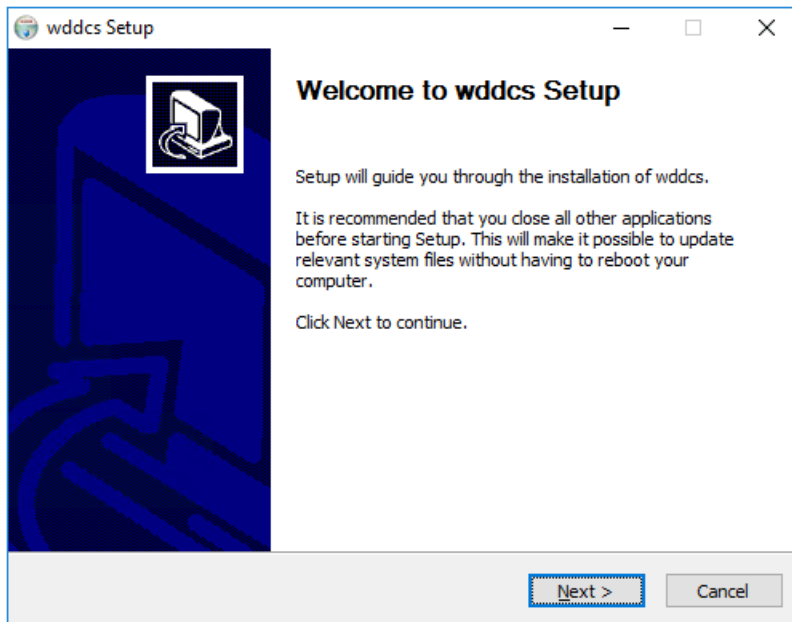 wddcs Setup
Welcome to wddcs Setup
Setup will guide you through the installation of wddcs.
It is recommended that you close all other applications
before starting Setup. This will make it possible to update
relevant system files without having to reboot your
computer.
Click Next to continue.
Next >
Cancel